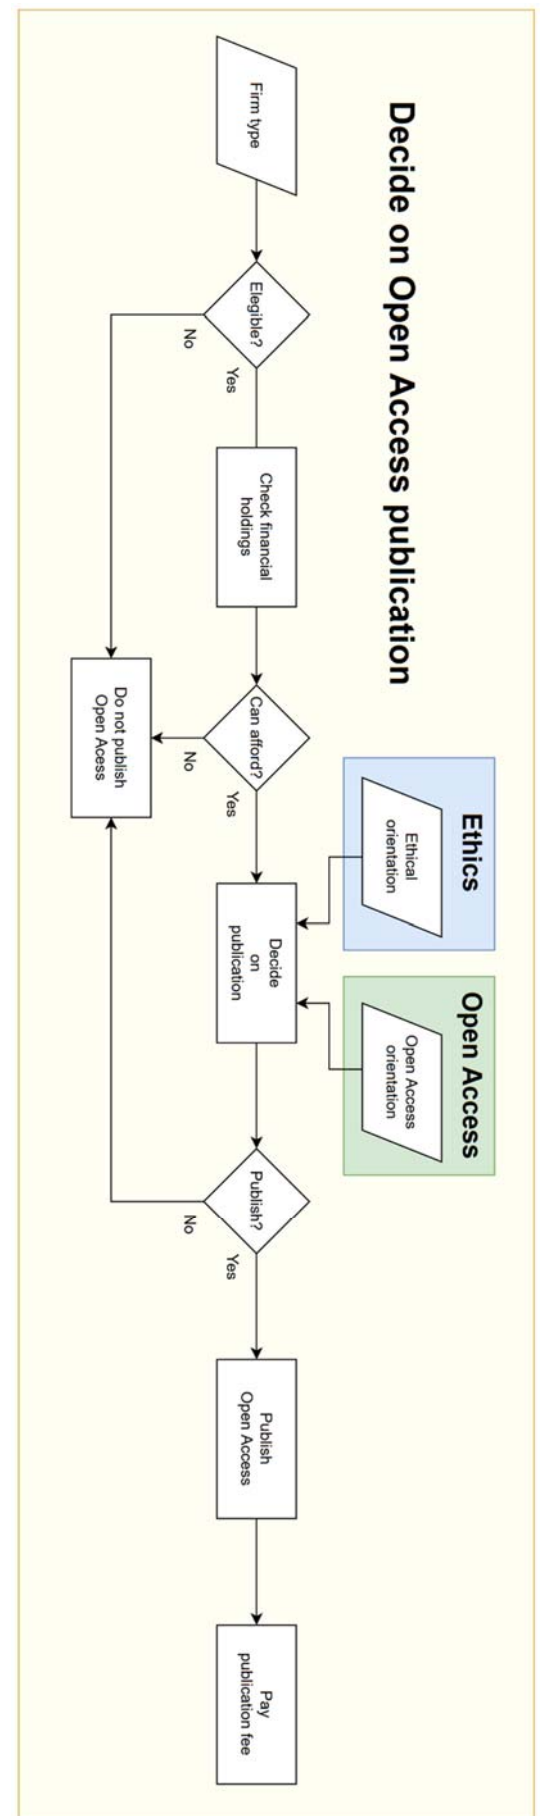 Decide on Open Access publication
Ethics
Open Access
Ethical
orientation
Open Access
orientation
Firm type
Elegible?
Yes
No
Check financial
holdings
Can afford?
Yes
No
Decide
on
publication
Publish?
Yes
No
Publish
Open Access
Pay
publication fee
Do not publish
Open Acess